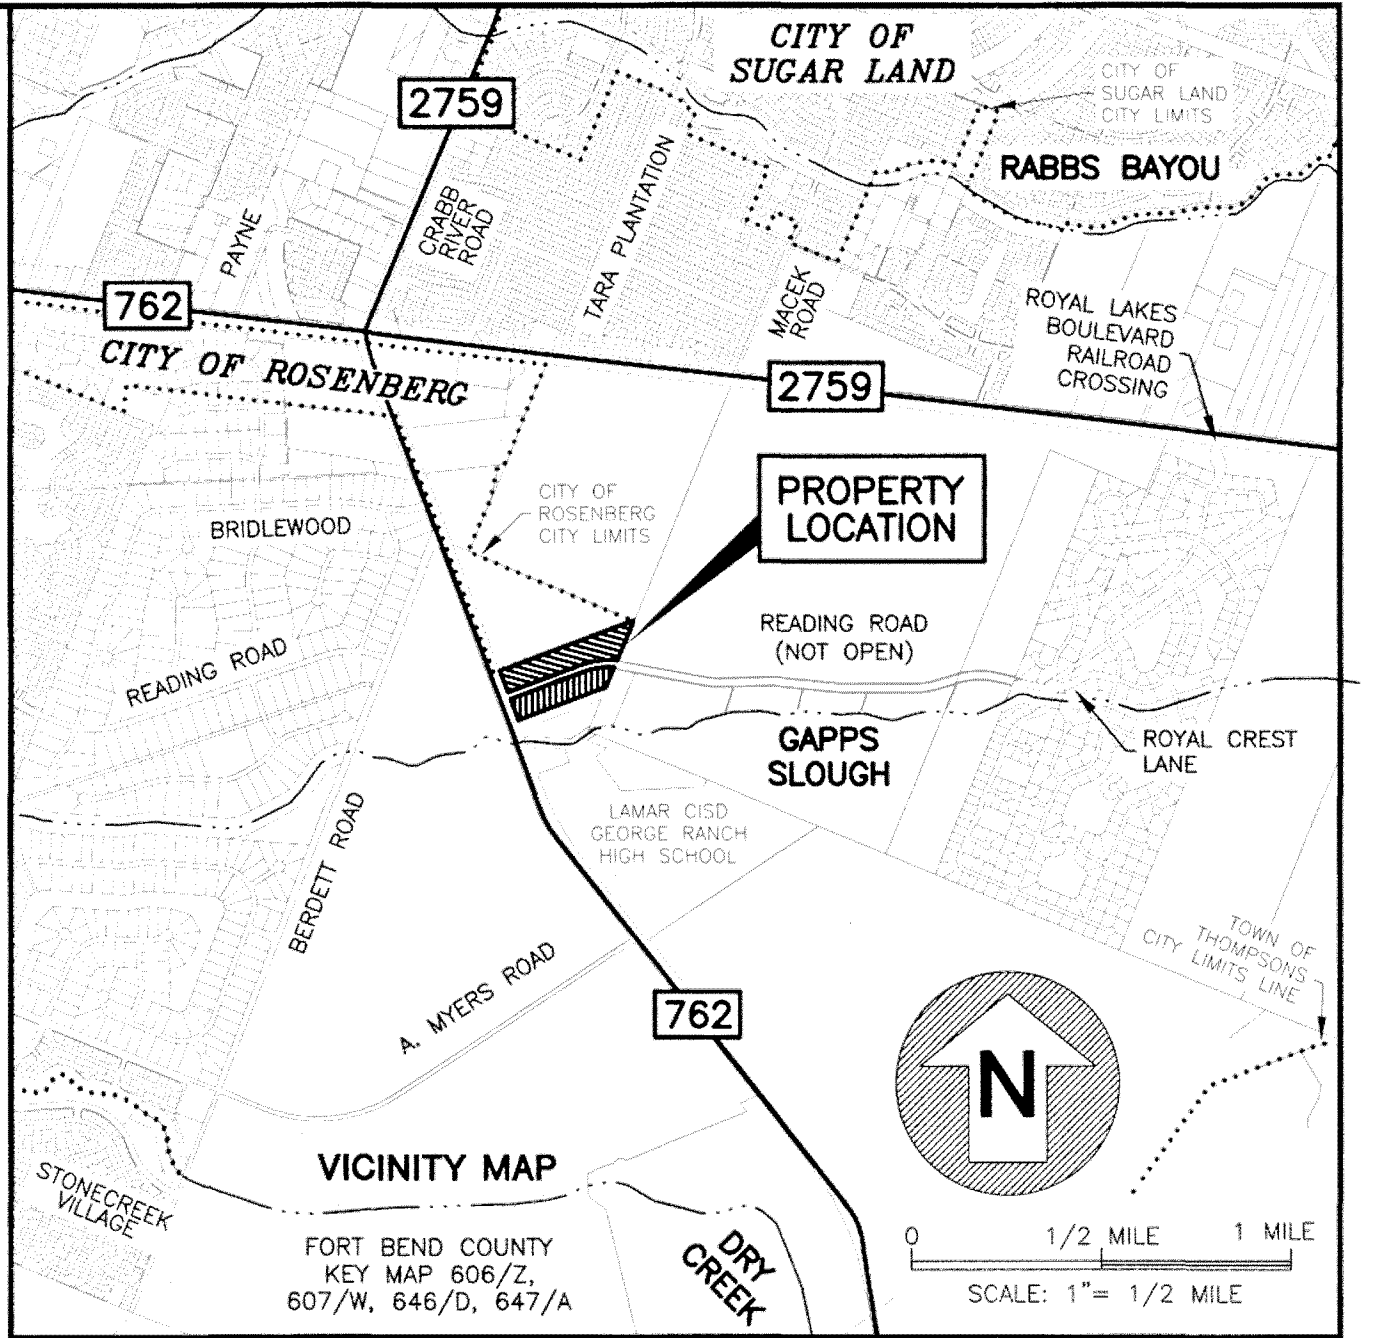 CITY OF
SUGAR LAND
2759
CITY OF
SUGAR LAND
CITY LIMITS
RABBS BAYOU
PAYNE
CRABB
RIVER
ROAD
TARA PLANTATION
MACEK
ROAD
762
CITY OF ROSENBERG
2759
ROYAL LAKES
BOULEVARD
RAILROAD
CROSSING
PROPERTY
LOCATION
CITY OF
ROSENBERG
CITY LIMITS
BRIDLEWOOD
READING ROAD
READING ROAD
(NOT OPEN)
GAPPS
SLOUGH
ROYAL CREST
LANE
LAMAR CISD
GEORGE RANCH
HIGH SCHOOL
BERDETT ROAD
A. MYERS ROAD
TOWN OF
THOMPSONS
CITY LIMITS LINE
762
N
VICINITY MAP
STONECREEK
VILLAGE
FORT BEND COUNTY
KEY MAP 606/Z,
607/W, 646/D, 647/A
DRY
CREEK
0 1/2 MILE 1 MILE
SCALE: 1"= 1/2 MILE